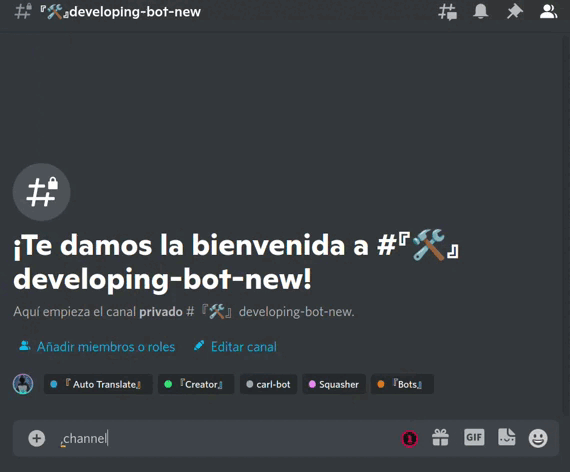 『🛠️』developing-bot-new
¡Te damos la bienvenida a #『🛠️』
developing-bot-new!
Aquí empieza el canal privado #『🛠️』developing-bot-new.
Añadir miembros o roles Editar canal
『 Auto Translate』 『Creator』 carl-bot Squasher 『Bots』
.channel GIF